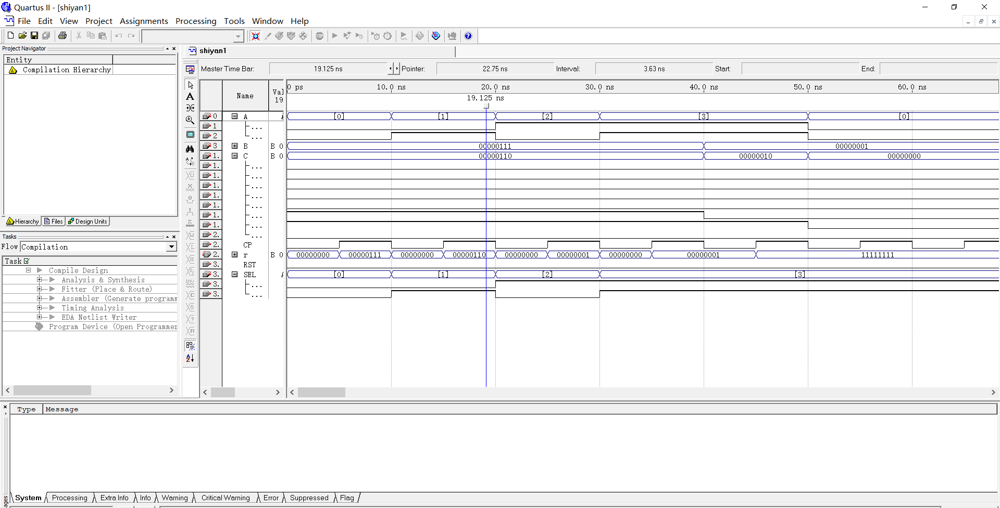 Quartus II - [shiyan1]
File Edit View Project Assignments Processing Tools Window Help
Project Navigator
Entity
Compilation Hierarchy
Hierarchy Files Design Units
Tasks
Flow Compilation
Task
Compile Design
Analysis & Synthesis
Fitter (Place & Route)
Assembler (Generate programm
Timing Analysis
EDA Netlist Writer
Program Device (Open Programmer
shiyan1
Master Time Bar: 19.125 ns Pointer: 22.75 ns Interval: 3.63 ns Start: End:
Name Val 19
0 ps 10.0 ns 20.0 ns 30.0 ns 40.0 ns 50.0 ns 60.0 ns
19.125 ns
0 A [0] [1] [2] [3] [0]
1 ...
2 ...
3 B B 0 00000111 00000001
1. C B 0 00000110 00000010 00000000
1. ...
1. ...
1. ...
1. ...
1. ...
1. ...
1. ...
2. ...
2. CP
2. r B 0 00000000 00000111 00000000 00000110 00000000 00000001 00000000 00000001 11111111
3. RST
3. SEL [0] [1] [2] [3]
3. ...
3. ...
Type Message
System Processing Extra Info Info Warning Critical Warning Error Suppressed Flag